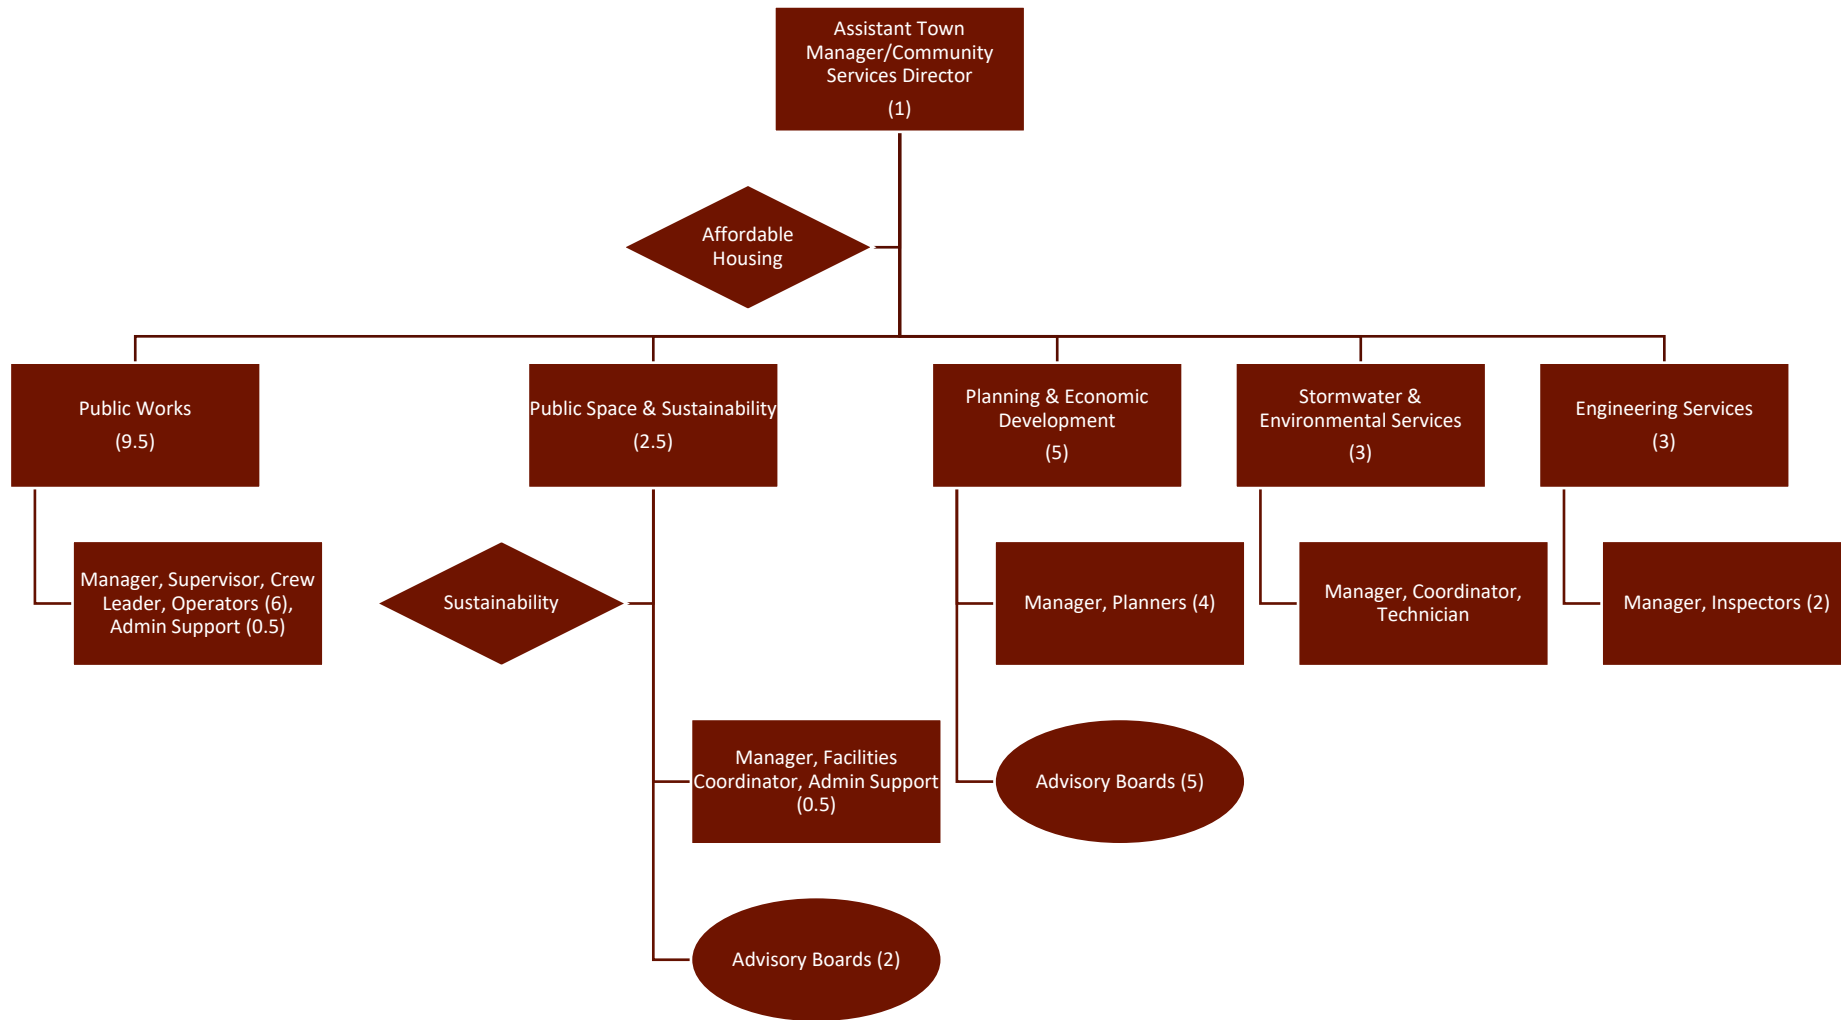 Assistant Town
Manager/Community
Services Director
(1)
Affordable
Housing
Public Works
(9.5)
Public Space & Sustainability
(2.5)
Planning & Economic
Development
(5)
Stormwater &
Environmental Services
(3)
Engineering Services
(3)
Manager, Supervisor, Crew
Leader, Operators (6),
Admin Support (0.5)
Sustainability
Manager, Planners (4)
Manager, Coordinator,
Technician
Manager, Inspectors (2)
Manager, Facilities
Coordinator, Admin Support
(0.5)
Advisory Boards (5)
Advisory Boards (2)